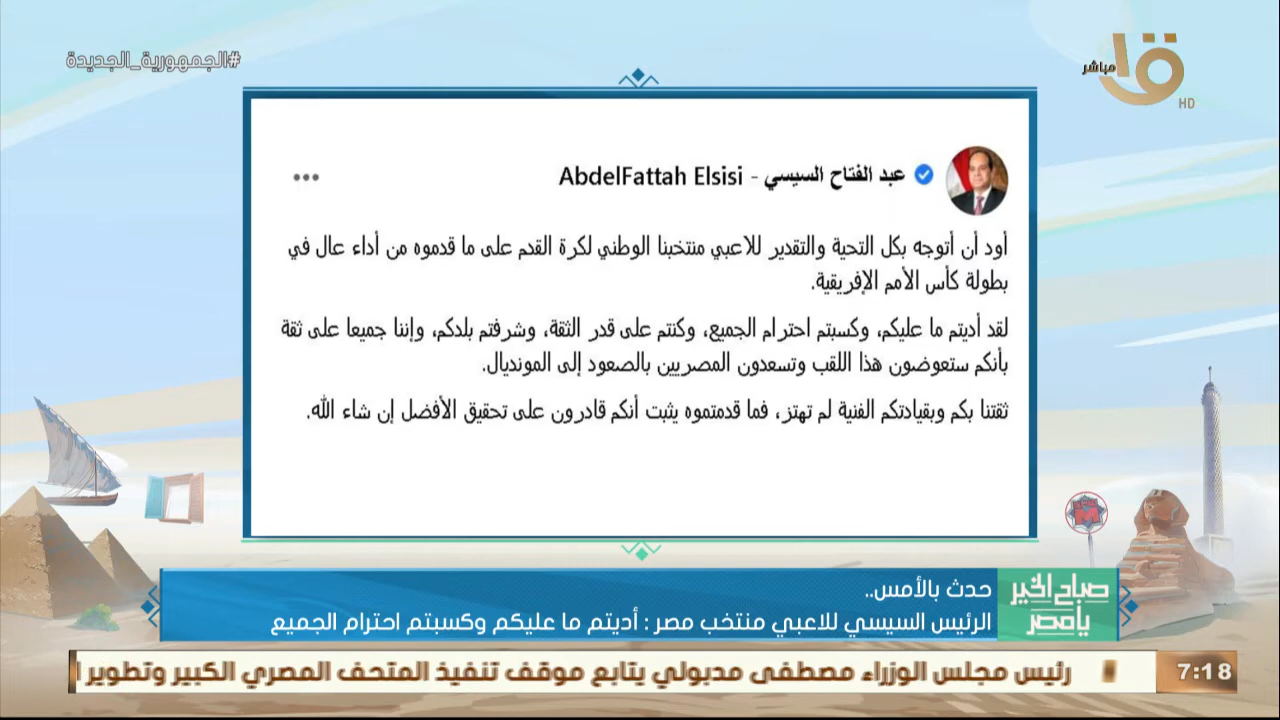 #الجمهورية_الجديدة
مباشر
HD
عبد الفتاح السيسي - AbdelFattah Elsisi
أود أن أتوجه بكل التحية والتقدير للاعبي منتخبنا الوطني لكرة القدم على ما قدموه من أداء عال في
بطولة كأس الأمم الإفريقية.
لقد أديتم ما عليكم، وكسبتم احترام الجميع، وكنتم على قدر الثقة، وشرفتم بلدكم، وإننا جميعا على ثقة
بأنكم ستعوضون هذا اللقب وتسعدون المصريين بالصعود إلى المونديال.
ثقتنا بكم وبقيادتكم الفنية لم تهتز، فما قدمتموه يثبت أنكم قادرون على تحقيق الأفضل إن شاء الله.
صباح الخير
يا مصر
حدث بالأمس..
الرئيس السيسي للاعبي منتخب مصر : أديتم ما عليكم وكسبتم احترام الجميع
7:18
رئيس مجلس الوزراء مصطفى مدبولي يتابع موقف تنفيذ المتحف المصري الكبير وتطوير ا